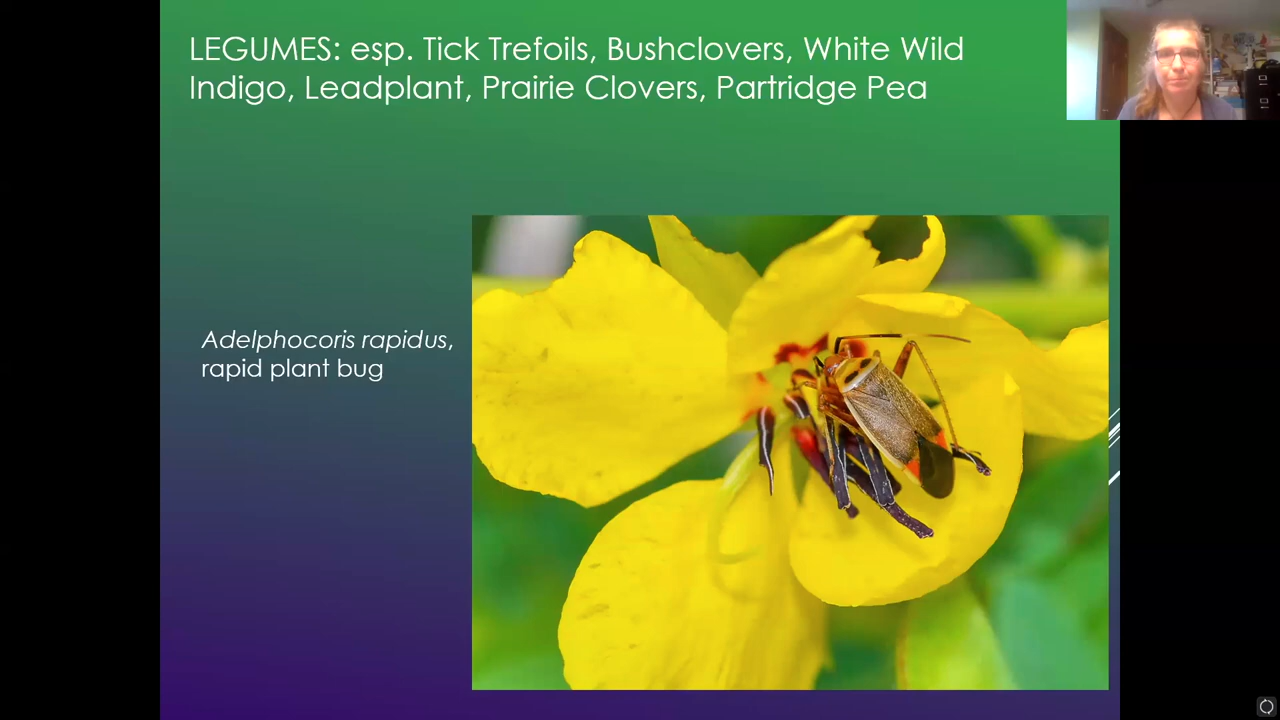 LEGUMES: esp. Tick Trefoils, Bushclovers, White Wild
Indigo, Leadplant, Prairie Clovers, Partridge Pea
Adelphocoris rapidus,
rapid plant bug